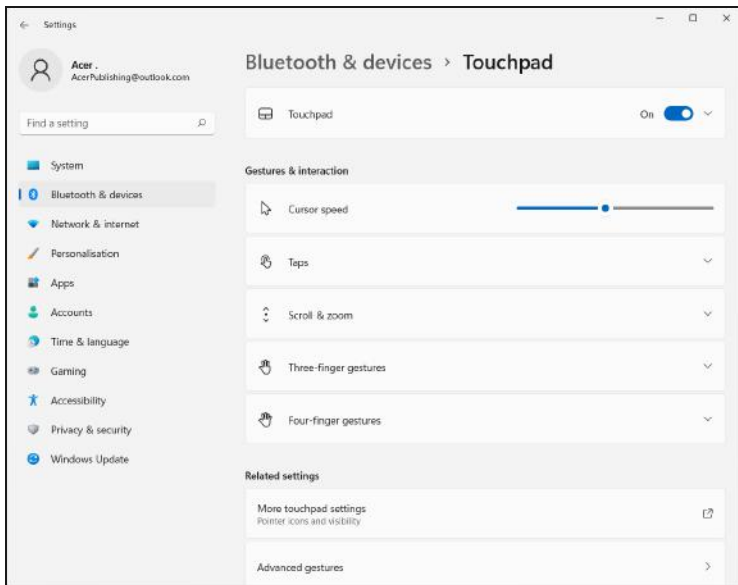 Settings
Acer .
AcerPublishing@outlook.com
Find a setting
System
Bluetooth & devices
Network & internet
Personalisation
Apps
Accounts
Time & language
Gaming
Accessibility
Privacy & security
Windows Update
Bluetooth & devices > Touchpad
Touchpad
On
Gestures & interaction
Cursor speed
Taps
Scroll & zoom
Three-finger gestures
Four-finger gestures
Related settings
More touchpad settings
Pointer icons and visibility
Advanced gestures